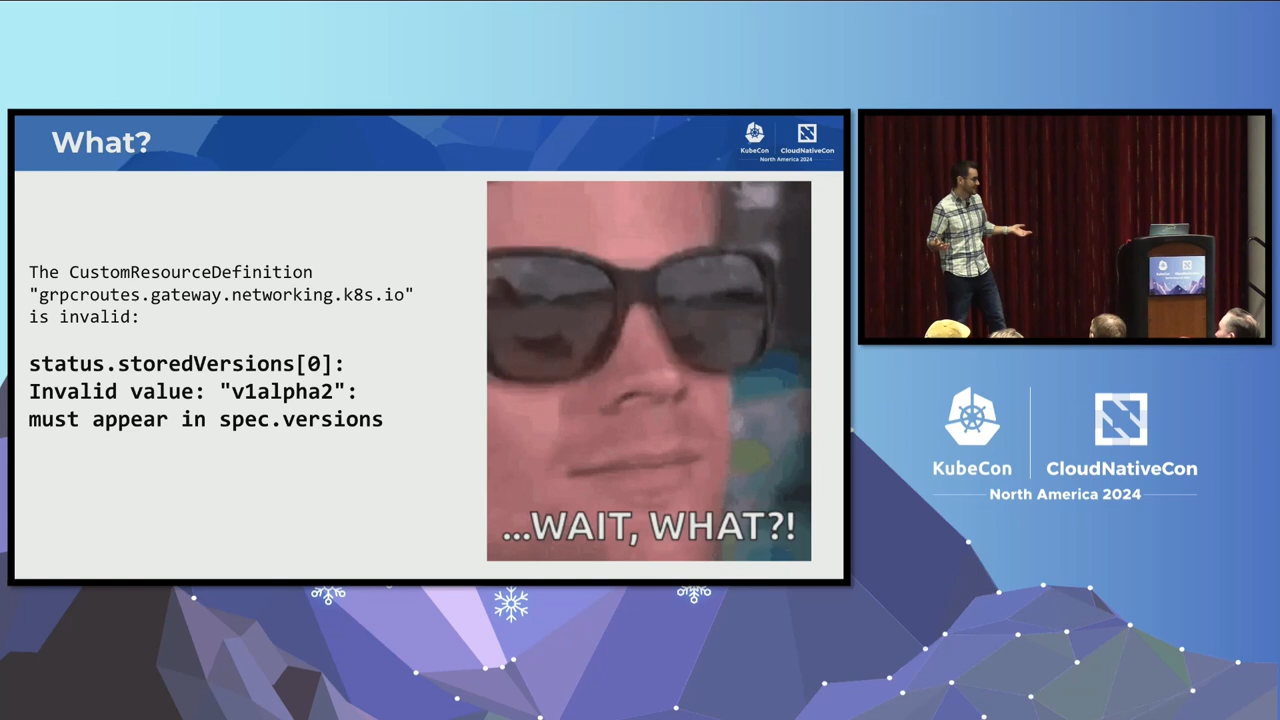 What?
KubeCon
CloudNativeCon
North America 2024
The CustomResourceDefinition
"grpcroutes.gateway.networking.k8s.io"
is invalid:
status.storedVersions[0]:
Invalid value: "v1alpha2":
must appear in spec.versions
...WAIT, WHAT?!
KubeCon
CloudNativeCon
North America 2024